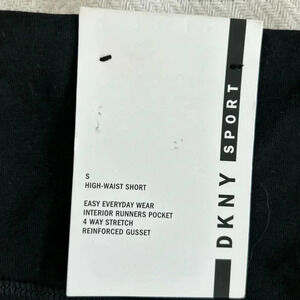 S
HIGH-WAIST SHORT
EASY EVERYDAY WEAR
INTERIOR RUNNERS POCKET
4 WAY STRETCH
REINFORCED GUSSET
DKNY SPORT